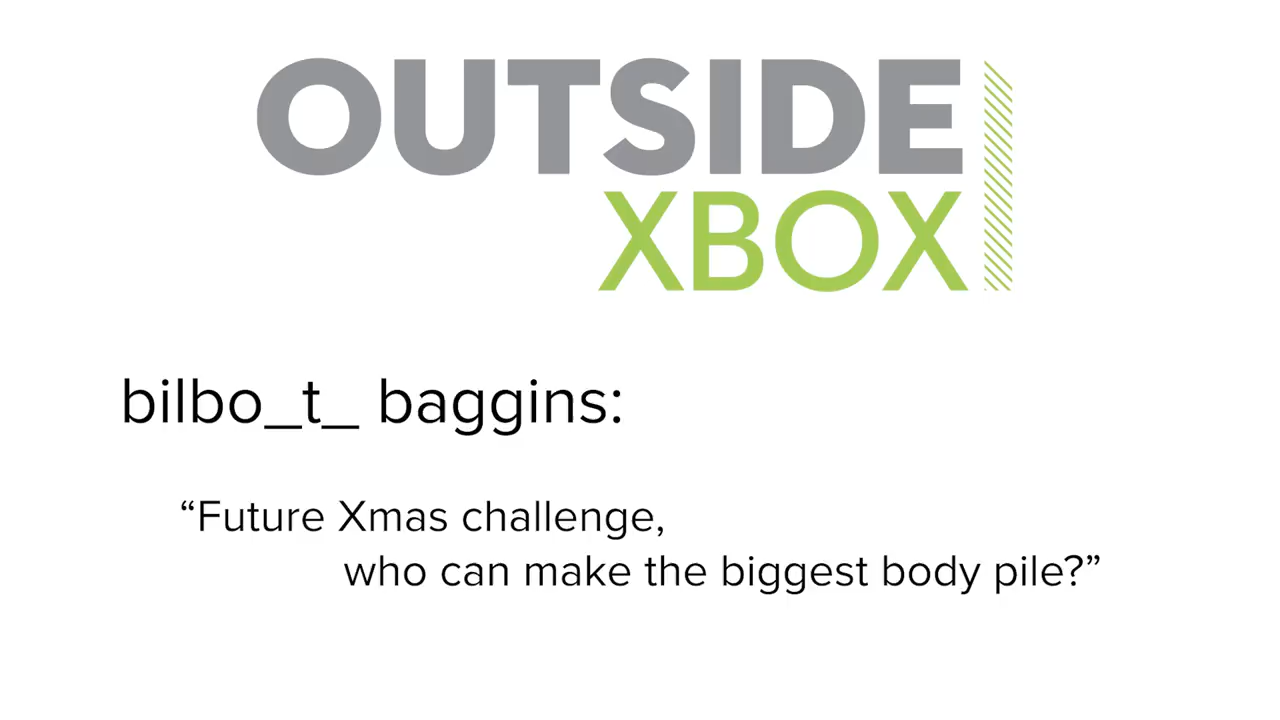 OUTSIDE
XBOX
bilbo_t_ baggins:
“Future Xmas challenge,
who can make the biggest body pile?”